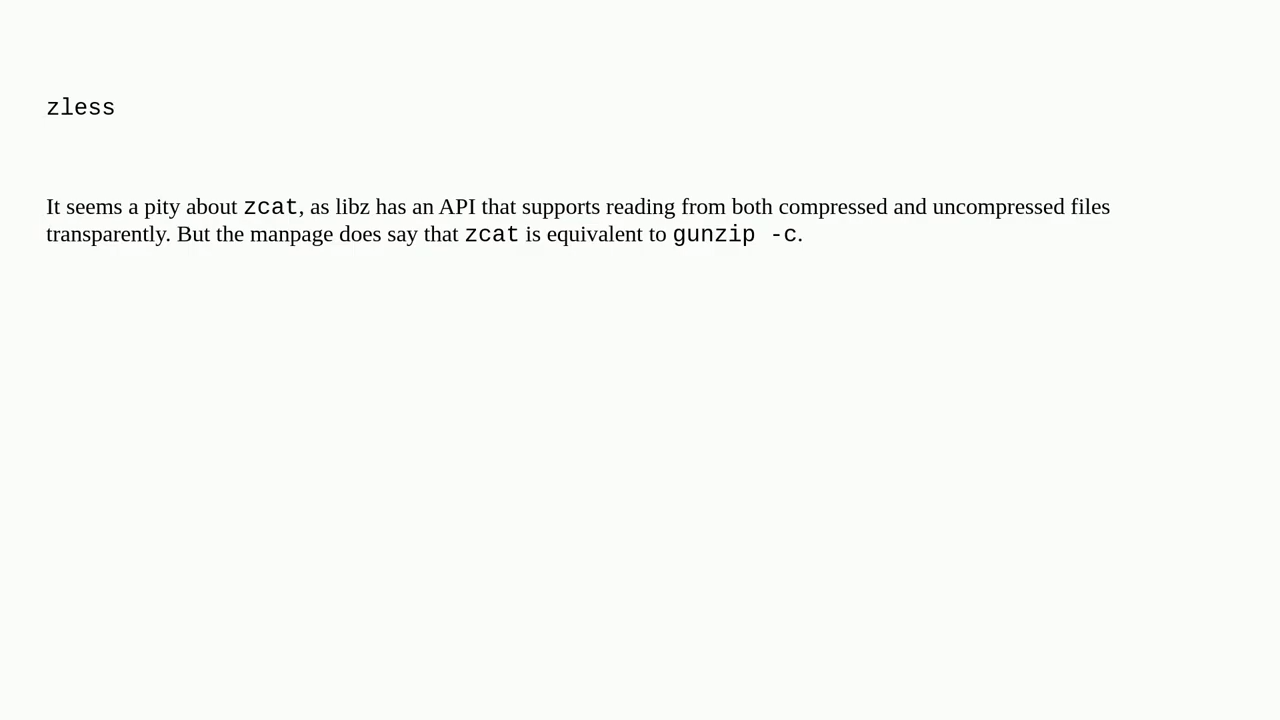 zless
It seems a pity about zcat, as libz has an API that supports reading from both compressed and uncompressed files
transparently. But the manpage does say that zcat is equivalent to gunzip -c.